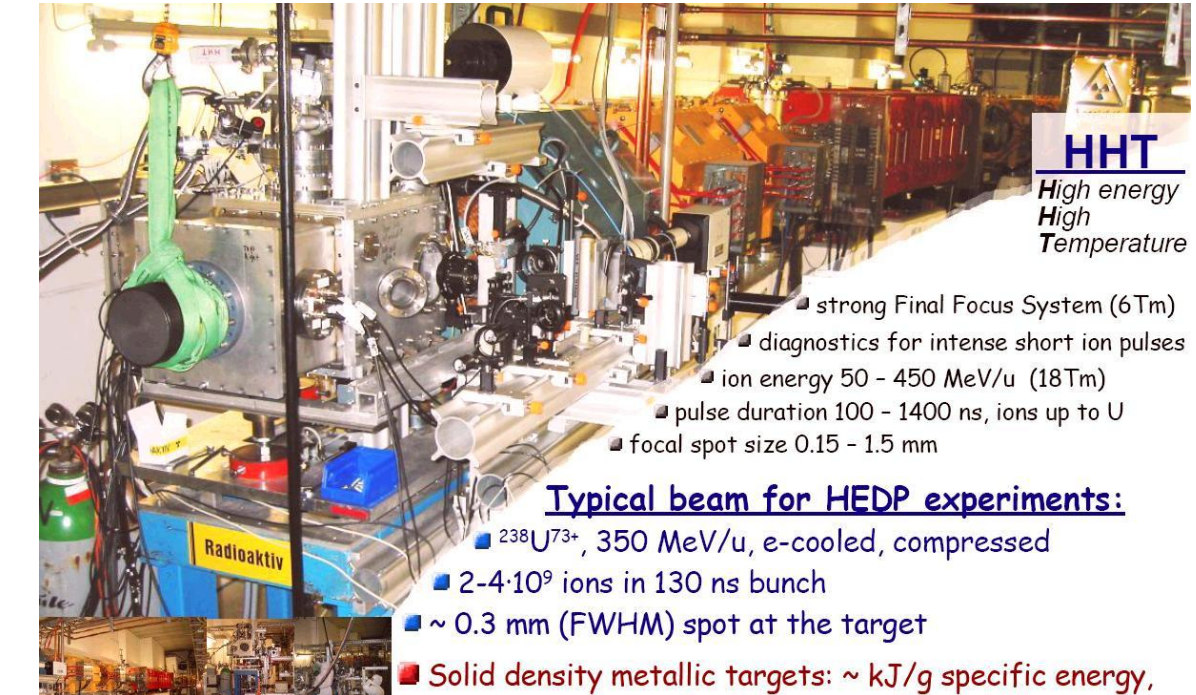 HHT
HHT
High energy
High
Temperature
strong Final Focus System (6Tm)
diagnostics for intense short ion pulses
ion energy 50 – 450 MeV/u (18Tm)
pulse duration 100 – 1400 ns, ions up to U
focal spot size 0.15 – 1.5 mm
Typical beam for HEDP experiments:
²³⁸U⁷³⁺, 350 MeV/u, e-cooled, compressed
2-4·10⁹ ions in 130 ns bunch
~ 0.3 mm (FWHM) spot at the target
Solid density metallic targets: ~ kJ/g specific energy,
Radioaktiv